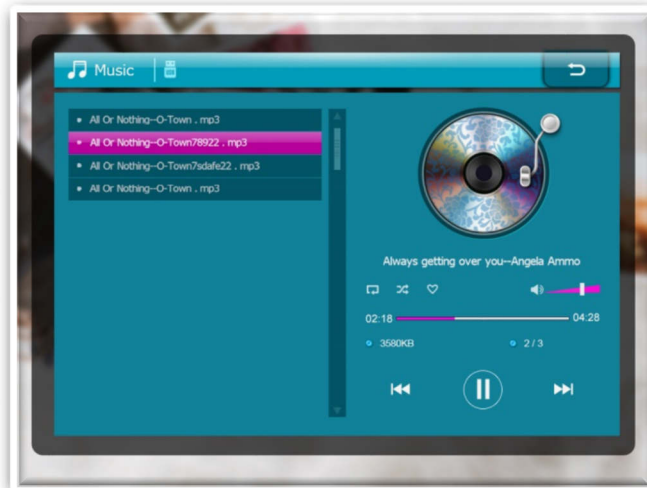 Music
All Or Nothing--O-Town . mp3
All Or Nothing--O-Town78922 . mp3
All Or Nothing--O-Town7sdafe22 . mp3
All Or Nothing--O-Town . mp3
Always getting over you--Angela Ammo
02:18 04:28
3580KB 2 / 3